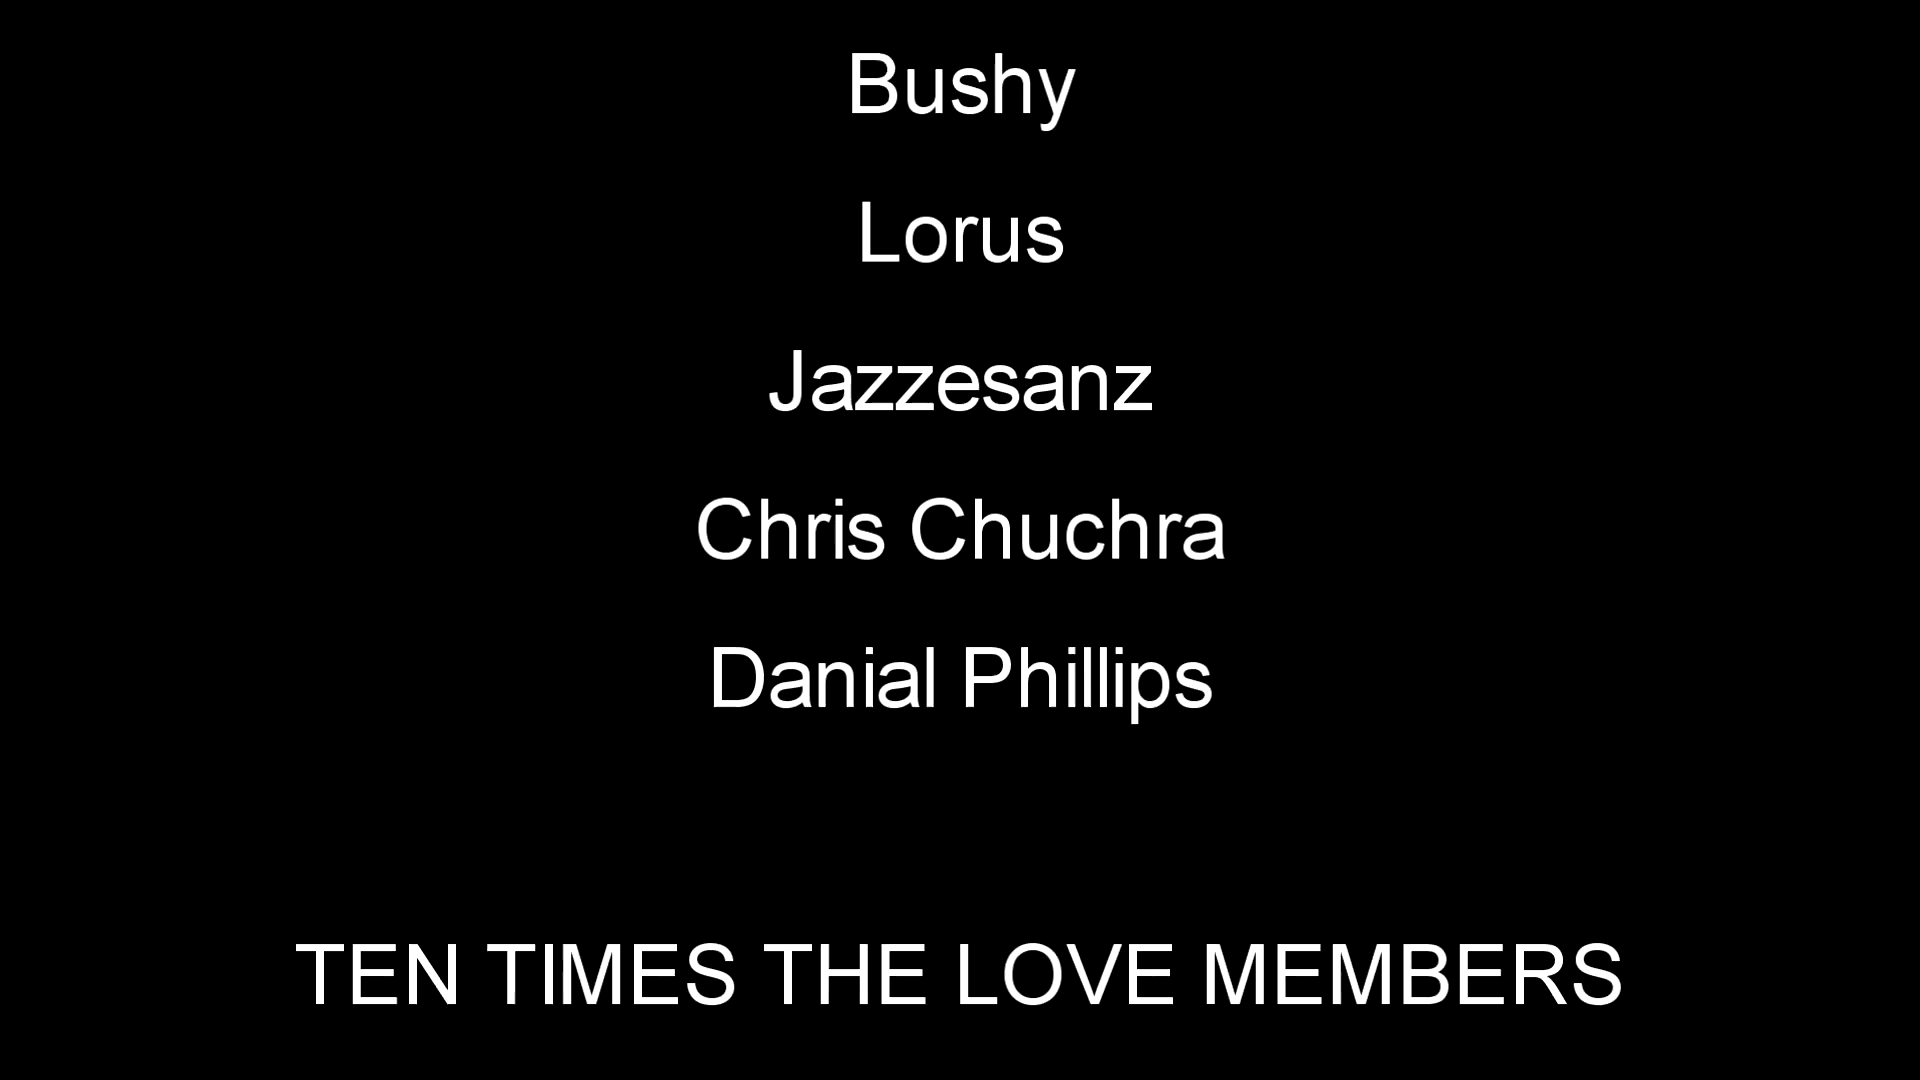 Bushy
Lorus
Jazzesanz
Chris Chuchra
Danial Phillips
TEN TIMES THE LOVE MEMBERS